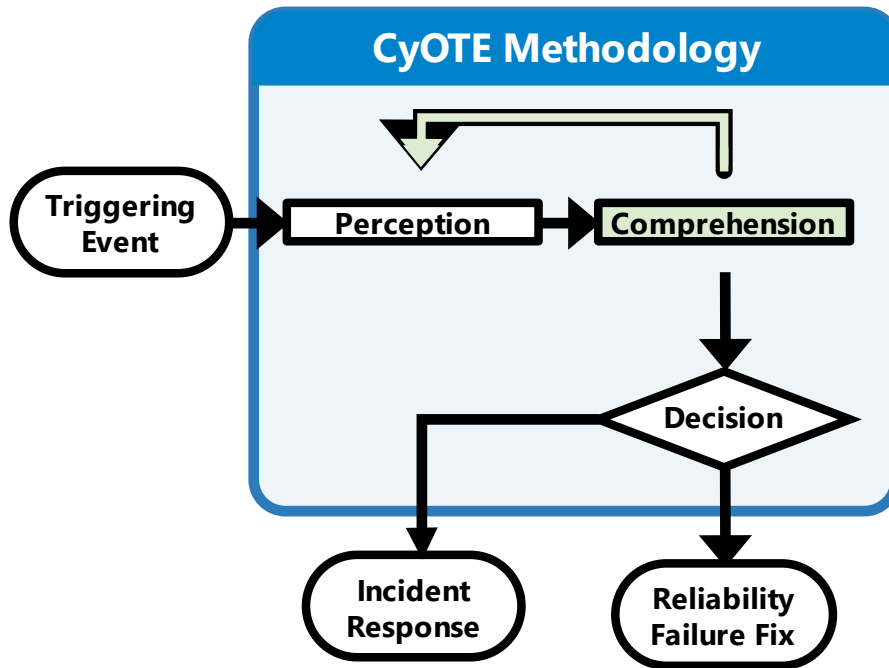 CyOTE Methodology
Triggering
Event
Perception
Comprehension
Decision
Incident
Response
Reliability
Failure Fix